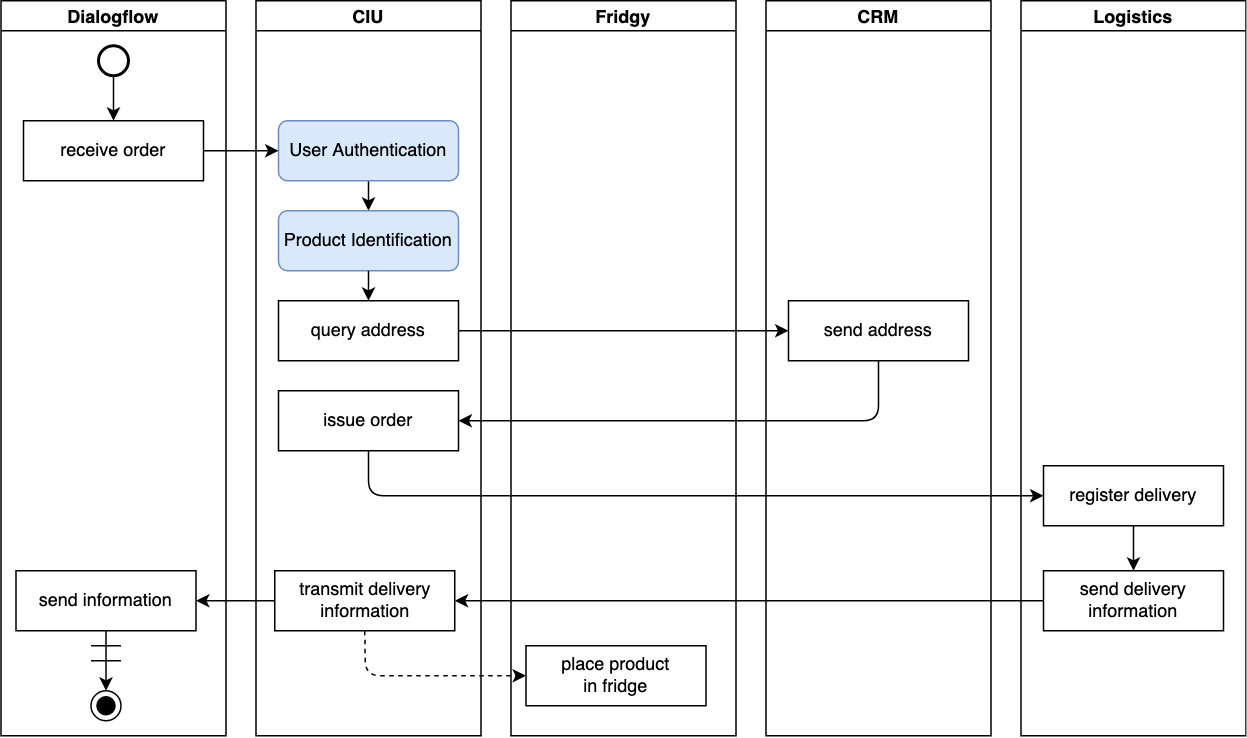 Dialogflow
CIU
Fridgy
CRM
Logistics
receive order
User Authentication
Product Identification
query address
send address
issue order
register delivery
send information
transmit delivery
information
send delivery
information
place product
in fridge